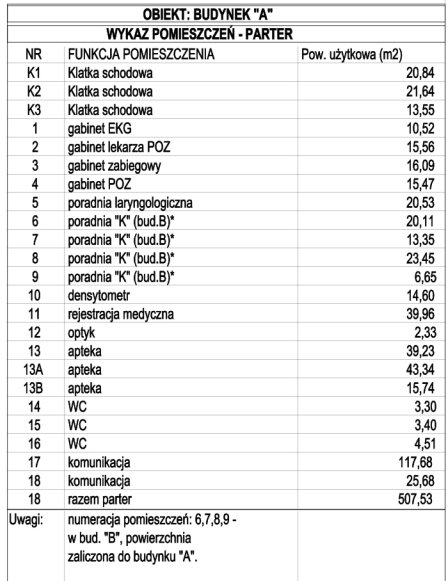 OBIEKT: BUDYNEK "A"
WYKAZ POMIESZCZEŃ - PARTER
NR FUNKCJA POMIESZCZENIA Pow. użytkowa (m2)
K1 Klatka schodowa 20,84
K2 Klatka schodowa 21,64
K3 Klatka schodowa 13,55
1 gabinet EKG 10,52
2 gabinet lekarza POZ 15,56
3 gabinet zabiegowy 16,09
4 gabinet POZ 15,47
5 poradnia laryngologiczna 20,53
6 poradnia "K" (bud.B)* 20,11
7 poradnia "K" (bud.B)* 13,35
8 poradnia "K" (bud.B)* 23,45
9 poradnia "K" (bud.B)* 6,65
10 densytometr 14,60
11 rejestracja medyczna 39,96
12 optyk 2,33
13 apteka 39,23
13A apteka 43,34
13B apteka 15,74
14 WC 3,30
15 WC 3,40
16 WC 4,51
17 komunikacja 117,68
18 komunikacja 25,68
18 razem parter 507,53
Uwagi: numeracja pomieszczeń: 6,7,8,9 -
w bud. "B", powierzchnia
zaliczona do budynku "A".